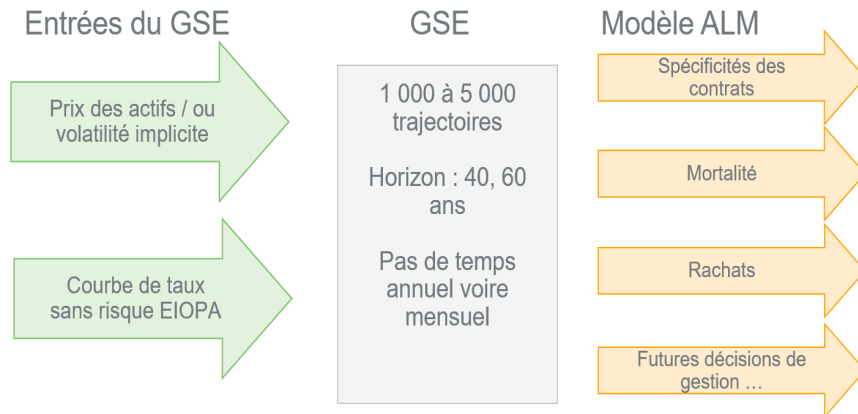 Entrées du GSE
GSE
Modèle ALM
Prix des actifs / ou
volatilité implicite
Courbe de taux
sans risque EIOPA
1 000 à 5 000
trajectoires
Horizon : 40, 60
ans
Pas de temps
annuel voire
mensuel
Spécificités des
contrats
Mortalité
Rachats
Futures décisions de
gestion ...